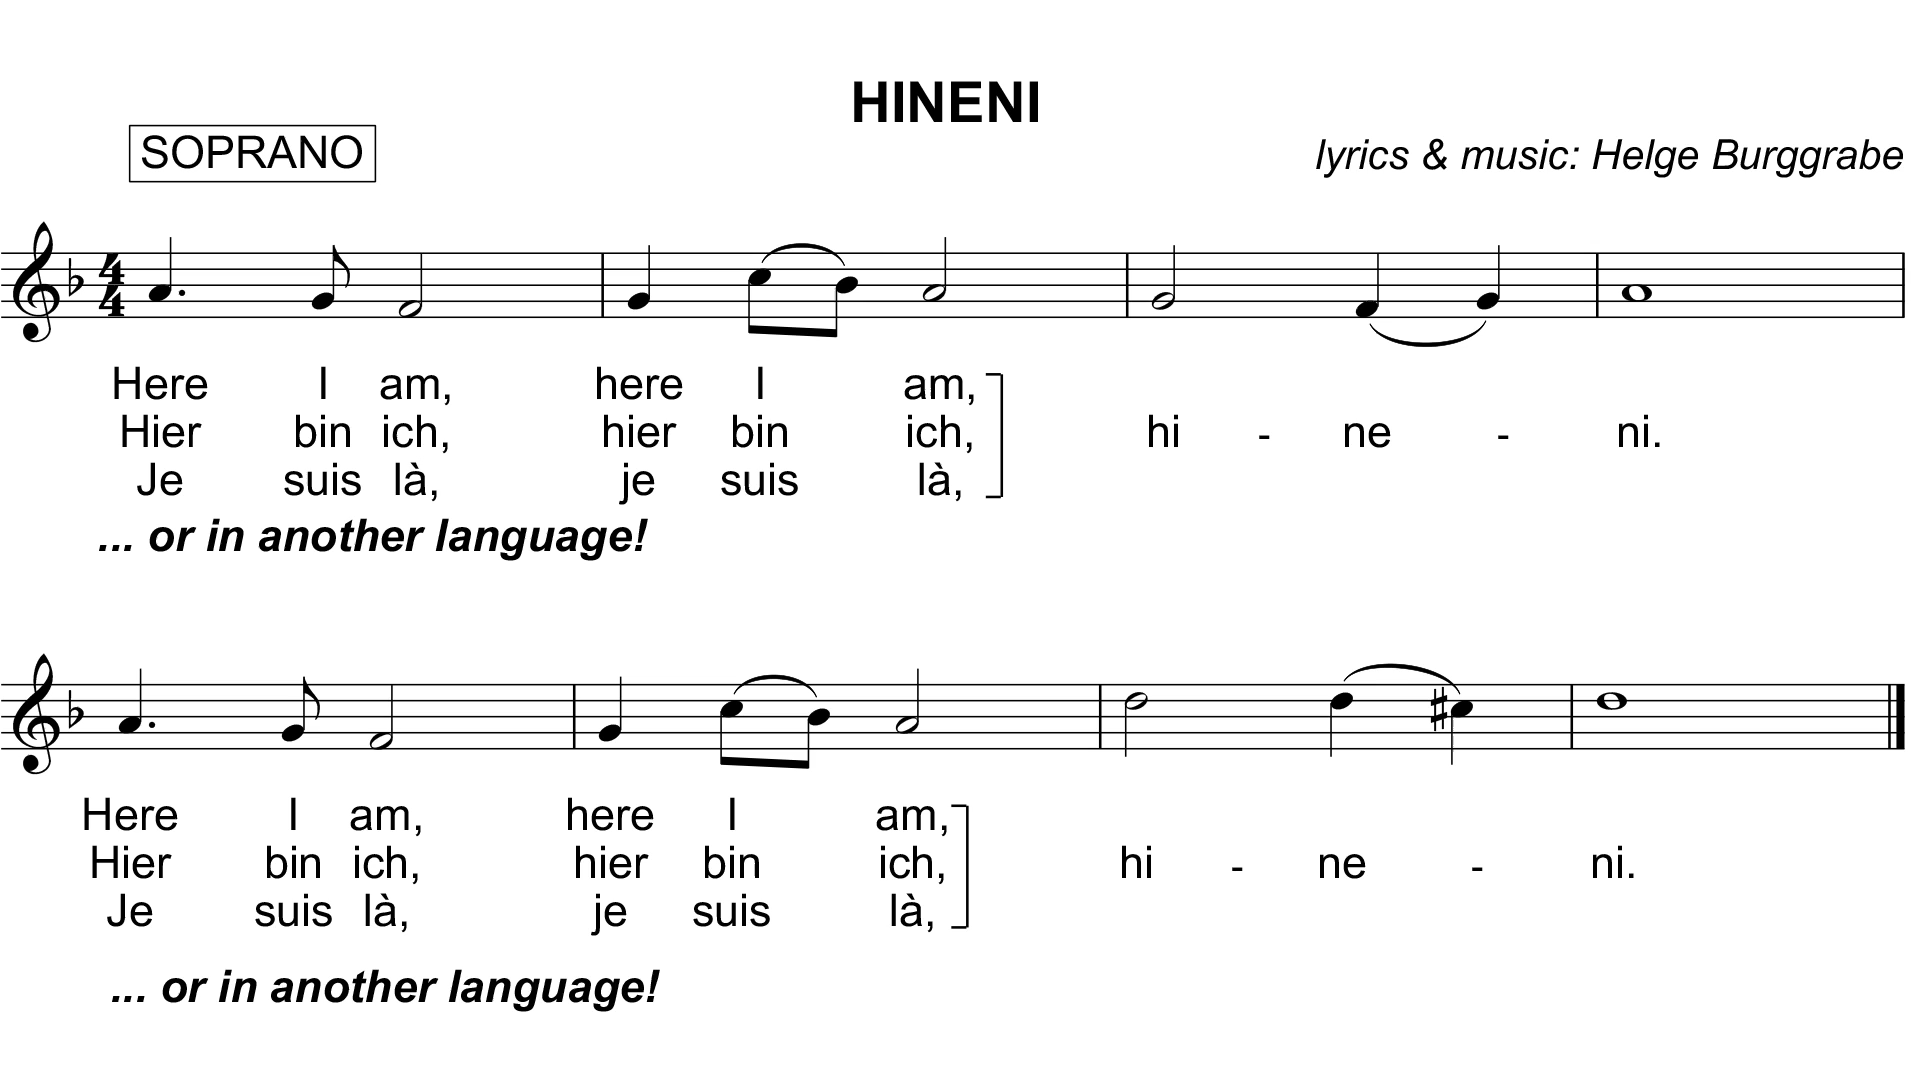 HINENI
SOPRANO
lyrics & music: Helge Burggrabe
4
4
Here I am, here I am,
Hier bin ich, hier bin ich, hi - ne - ni.
Je suis là, je suis là,
... or in another language!
Here I am, here I am,
Hier bin ich, hier bin ich, hi - ne - ni.
Je suis là, je suis là,
... or in another language!